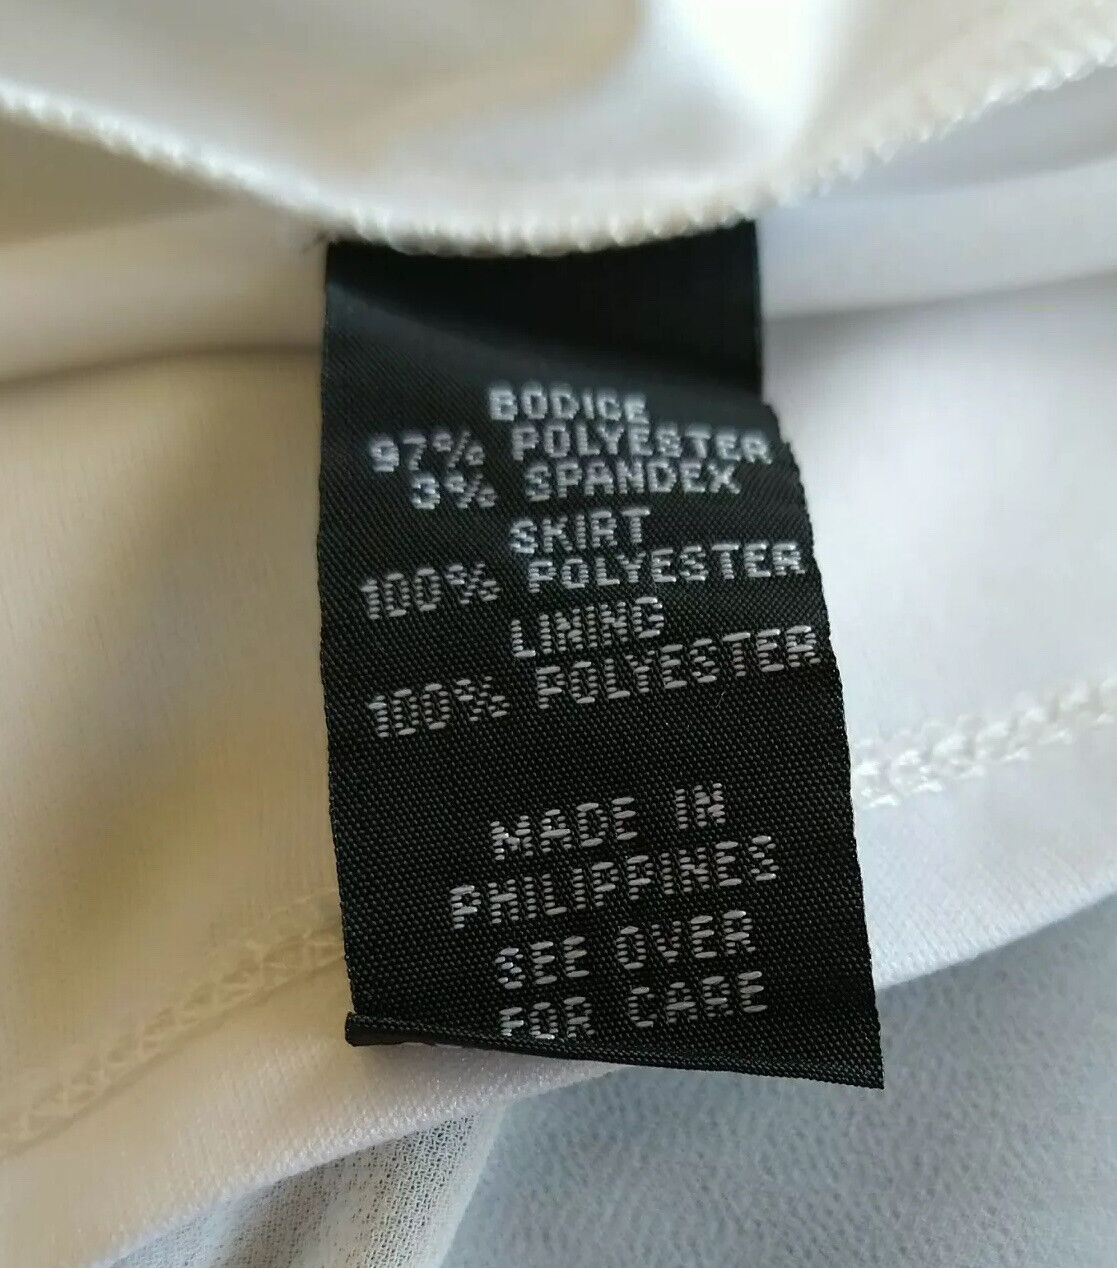 BODICE
97% POLYESTER
3% SPANDEX
SKIRT
100% POLYESTER
LINING
100% POLYESTER
MADE IN
PHILIPPINES
SEE OVER
FOR CARE